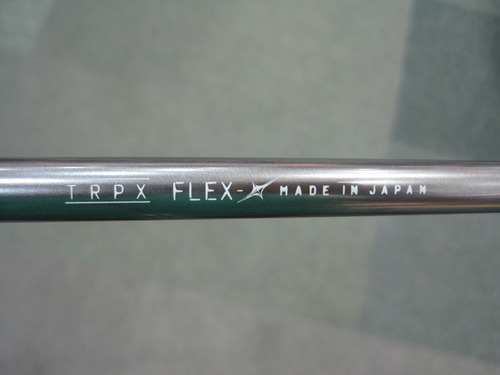 TRPX FLEX-X MADE IN JAPAN